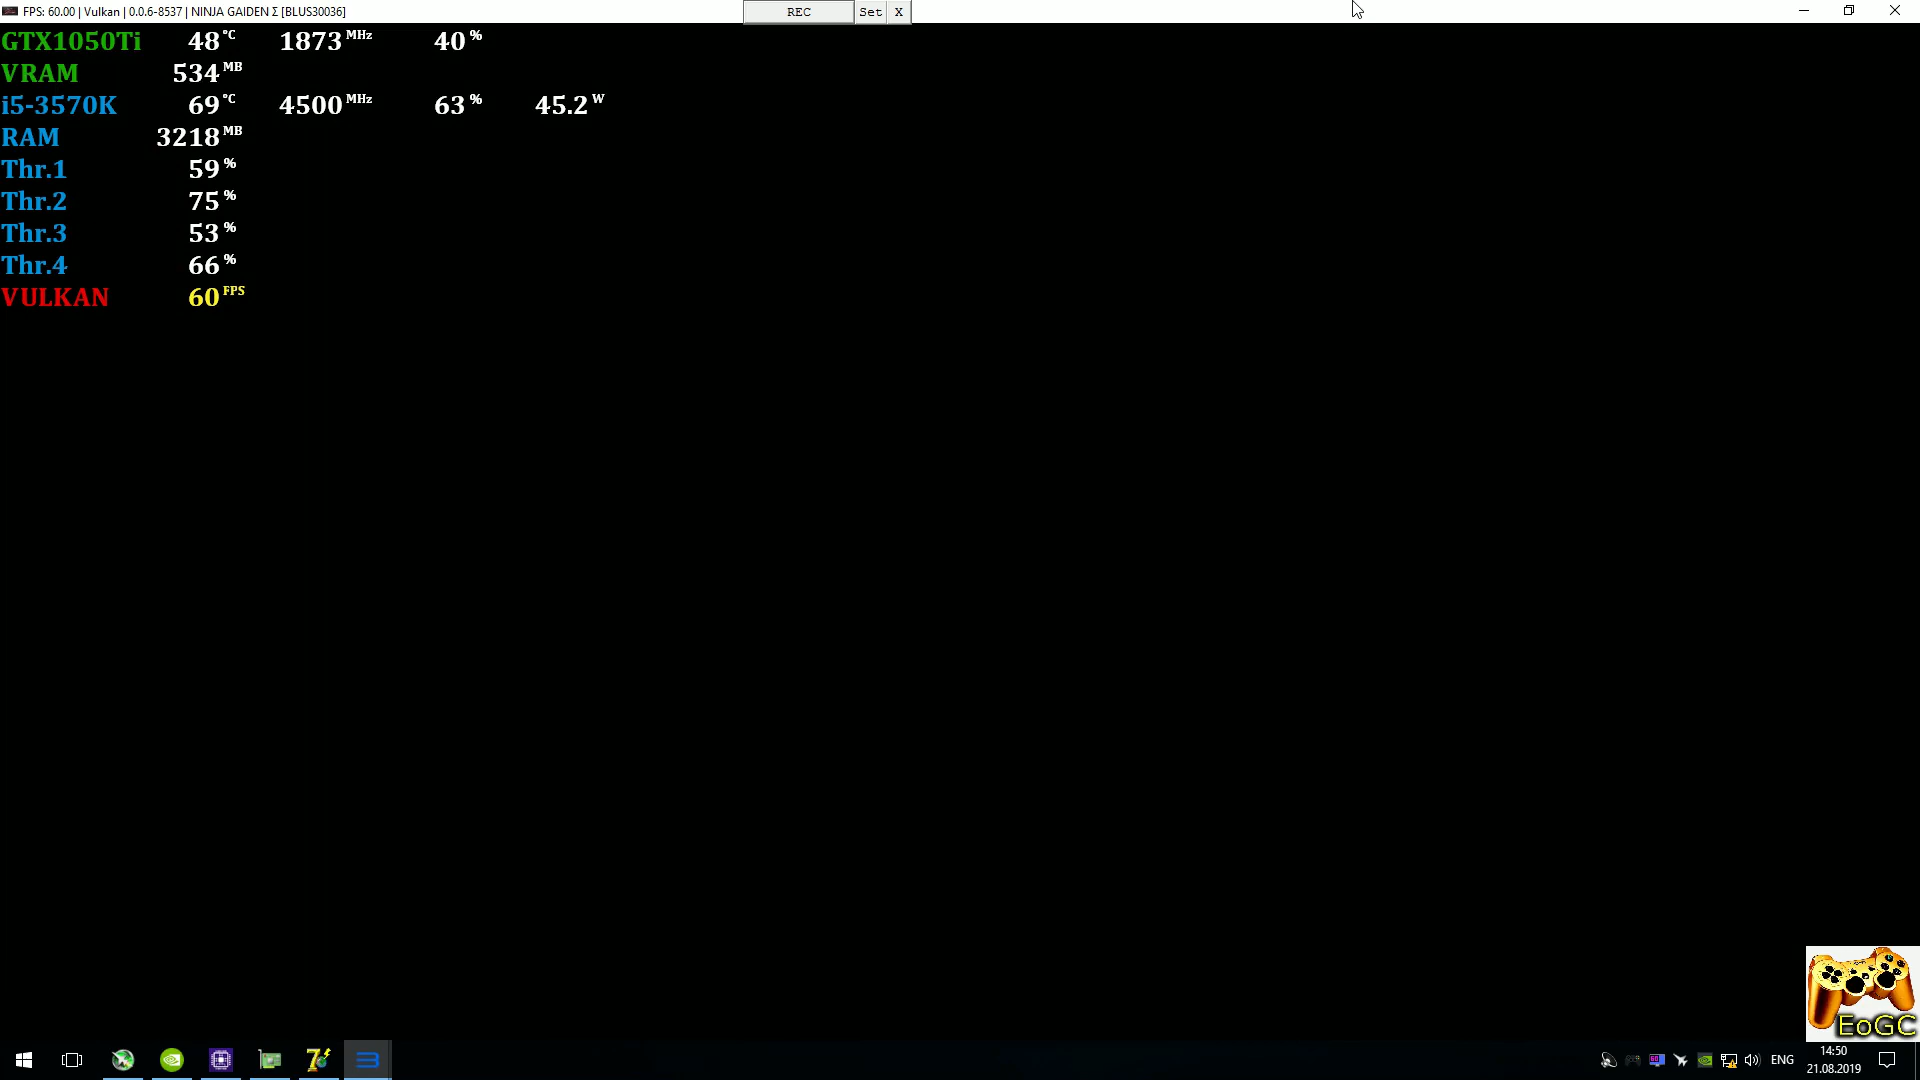 FPS: 60.00 | Vulkan | 0.0.6-8537 | NINJA GAIDEN Σ [BLUS30036]
REC Set X
GTX1050Ti 48 °C 1873 MHz 40 %
VRAM 534 MB
i5-3570K 69 °C 4500 MHz 63 % 45.2 W
RAM 3218 MB
Thr.1 59 %
Thr.2 75 %
Thr.3 53 %
Thr.4 66 %
VULKAN 60 FPS
EoGC
ENG
14:50
21.08.2019